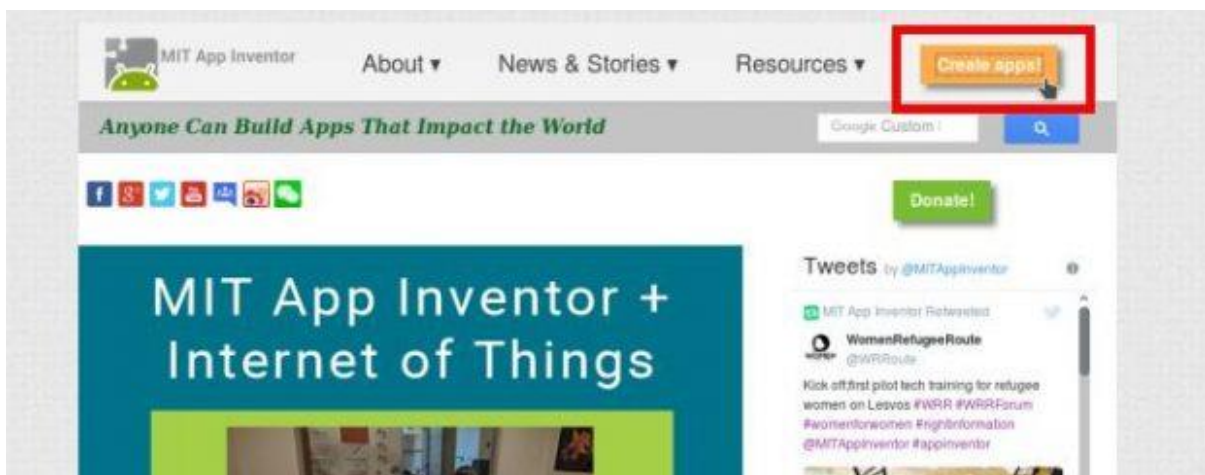 MIT App Inventor
About ▾ News & Stories ▾ Resources ▾ Create apps!
Anyone Can Build Apps That Impact the World
Google Custom
Donate!
MIT App Inventor +
Internet of Things
Tweets by @MITAppInventor
MIT App Inventor Retweeted
WomenRefugeeRoute
@WRRoute
Kick off:first pilot tech training for refugee
women on Lesvos #WRR #WRRForum
#womenforwomen #rightinformation
@MITAppInventor #appinventor